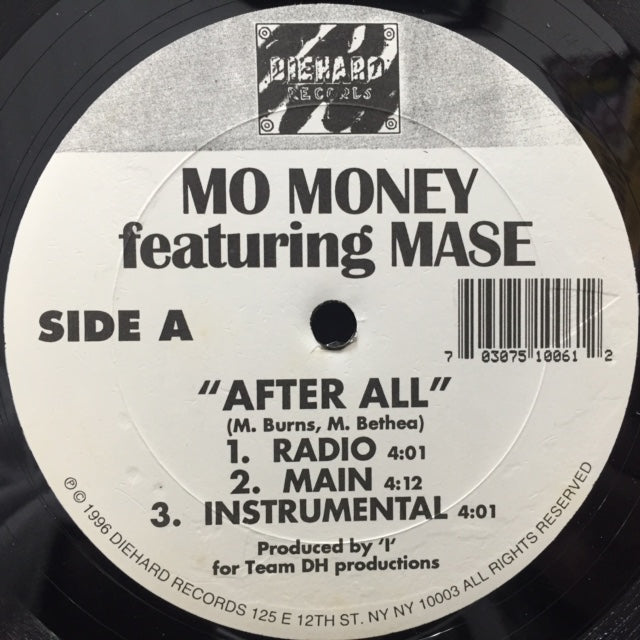 DIEHARD
RECORDS
MO MONEY
featuring MASE
SIDE A
7 03075 10061 2
“AFTER ALL”
(M. Burns, M. Bethea)
1. RADIO 4:01
2. MAIN 4:12
3. INSTRUMENTAL 4:01
Produced by 'I'
for Team DH productions
℗ © 1996 DIEHARD RECORDS 125 E 12TH ST. NY NY 10003 ALL RIGHTS RESERVED